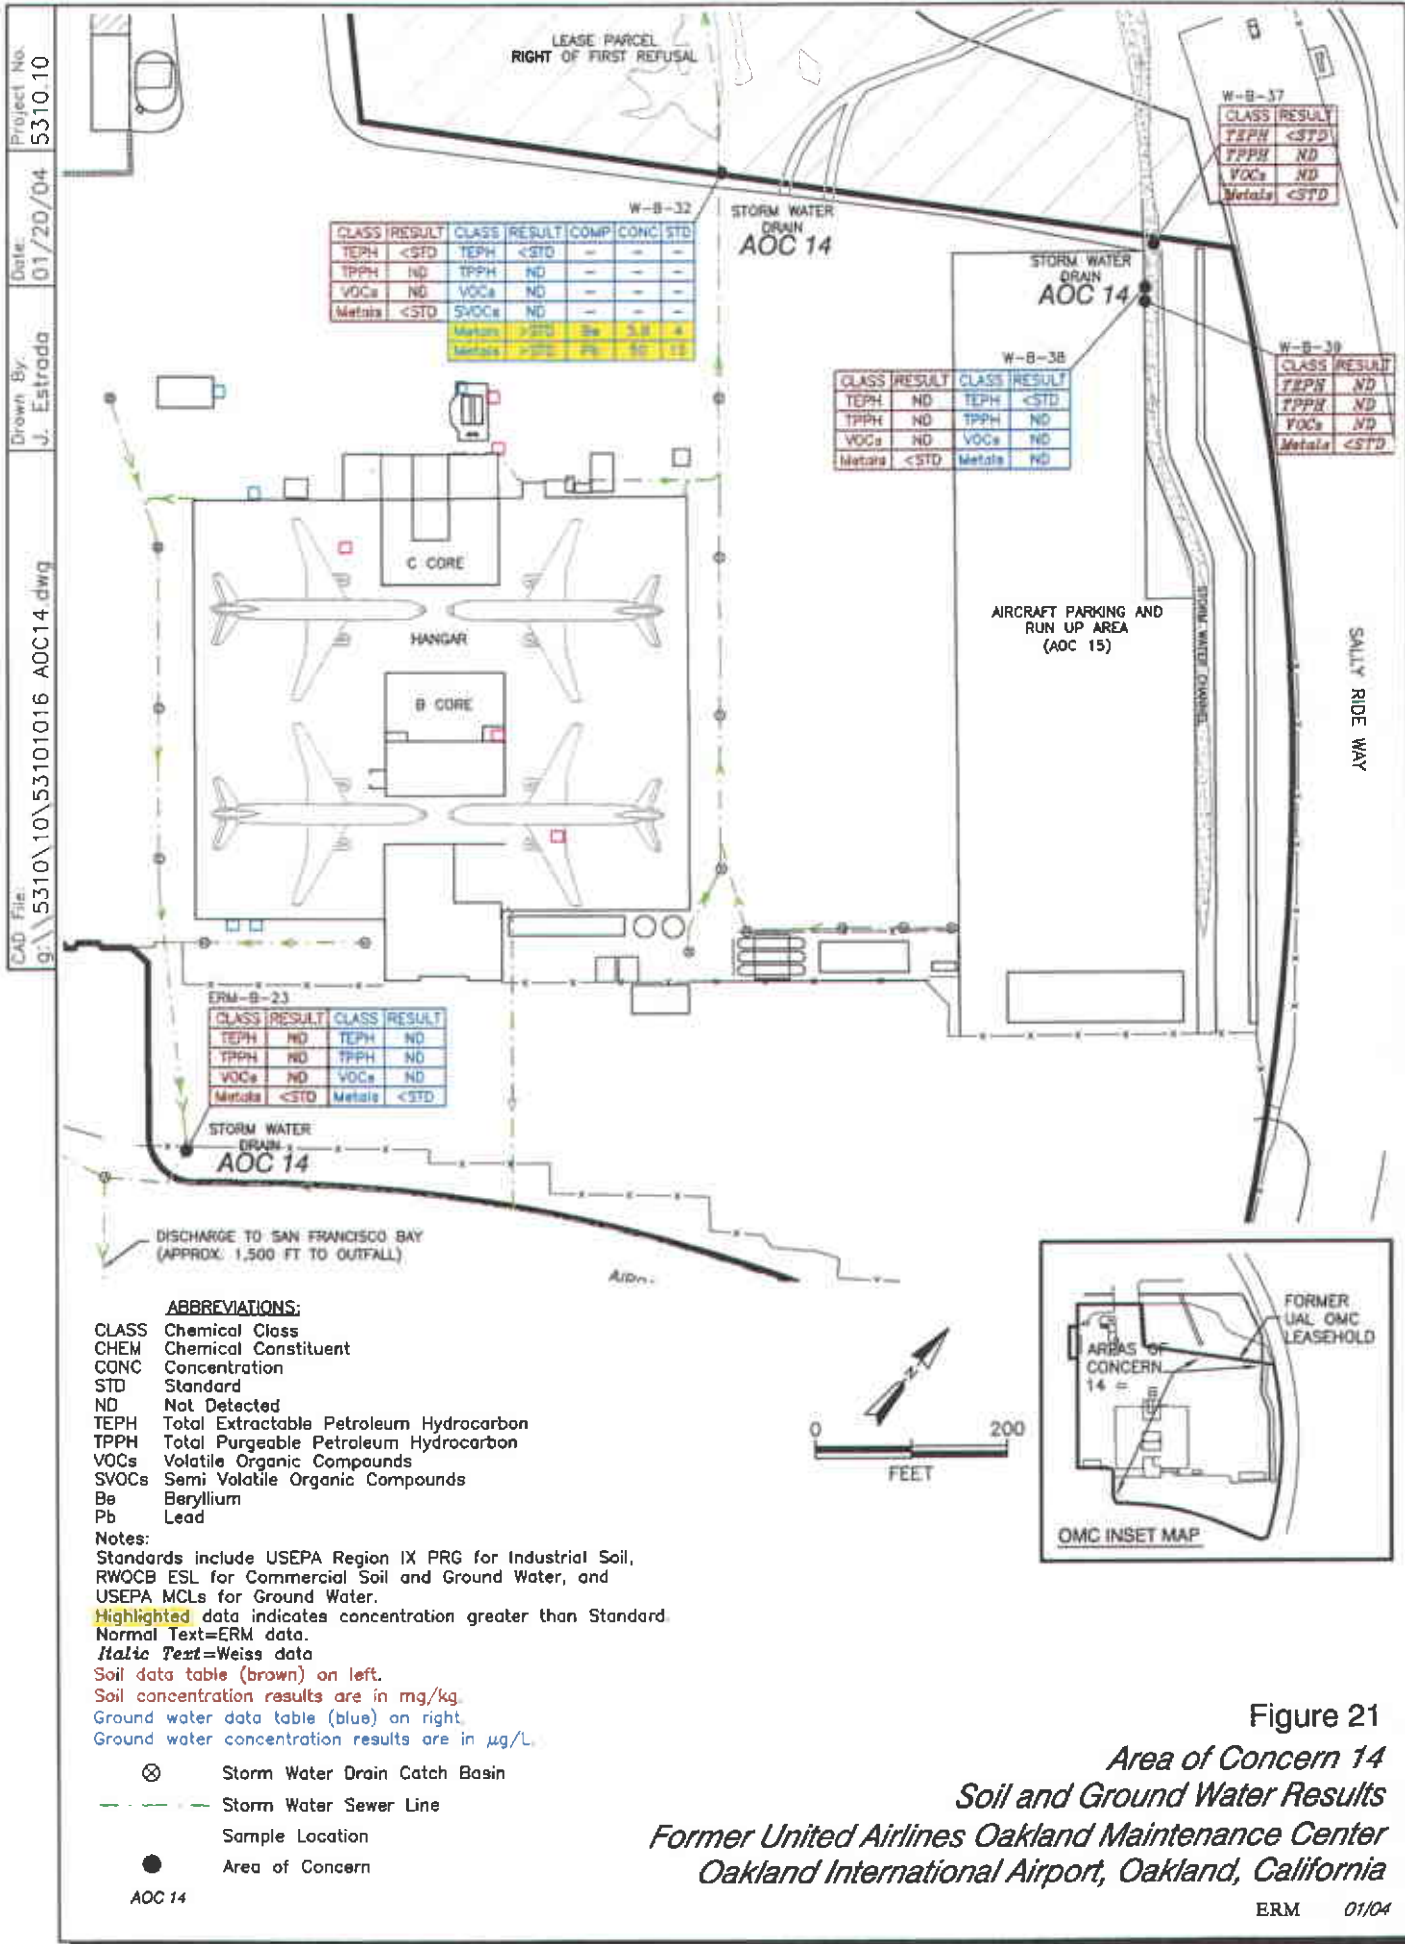 Project No.
5310.10
Date:
01/20/04
Drawn By:
J. Estrada
CAD File:
g:\\5310\10\53101016 AOC14.dwg
LEASE PARCEL
RIGHT OF FIRST REFUSAL
W-B-37
CLASS RESULT
TEPH <STD
TPPH ND
VOCs ND
Metals <STD
W-B-32
CLASS RESULT CLASS RESULT COMP CONC STD
TEPH <STD TEPH <STD - - -
TPPH ND TPPH ND - - -
VOCs ND VOCs ND - - -
Metals <STD SVOCs ND - - -
Metals >STD Be 5.8 4
Metals >STD Pb 50 15
STORM WATER
DRAIN
AOC 14
STORM WATER
DRAIN
AOC 14
W-B-38
CLASS RESULT CLASS RESULT
TEPH ND TEPH <STD
TPPH ND TPPH ND
VOCs ND VOCs ND
Metals <STD Metals ND
W-B-39
CLASS RESULT
TEPH ND
TPPH ND
VOCs ND
Metals <STD
C CORE
HANGAR
B CORE
AIRCRAFT PARKING AND
RUN UP AREA
(AOC 15)
STORM WATER CHANNEL
SALLY RIDE WAY
ERM-B-23
CLASS RESULT CLASS RESULT
TEPH ND TEPH ND
TPPH ND TPPH ND
VOCs ND VOCs ND
Metals <STD Metals <STD
STORM WATER
DRAIN
AOC 14
DISCHARGE TO SAN FRANCISCO BAY
(APPROX. 1,500 FT TO OUTFALL)
ABBREVIATIONS:
CLASS Chemical Class
CHEM Chemical Constituent
CONC Concentration
STD Standard
ND Not Detected
TEPH Total Extractable Petroleum Hydrocarbon
TPPH Total Purgeable Petroleum Hydrocarbon
VOCs Volatile Organic Compounds
SVOCs Semi Volatile Organic Compounds
Be Beryllium
Pb Lead
Notes:
Standards include USEPA Region IX PRG for Industrial Soil,
RWQCB ESL for Commercial Soil and Ground Water, and
USEPA MCLs for Ground Water.
Highlighted data indicates concentration greater than Standard.
Normal Text=ERM data.
Italic Text=Weiss data
Soil data table (brown) on left.
Soil concentration results are in mg/kg.
Ground water data table (blue) on right.
Ground water concentration results are in µg/L.
Storm Water Drain Catch Basin
Storm Water Sewer Line
Sample Location
Area of Concern
AOC 14
N
0 200
FEET
FORMER
UAL OMC
LEASEHOLD
AREAS OF
CONCERN
14 =
OMC INSET MAP
Figure 21
Area of Concern 14
Soil and Ground Water Results
Former United Airlines Oakland Maintenance Center
Oakland International Airport, Oakland, California
ERM 01/04